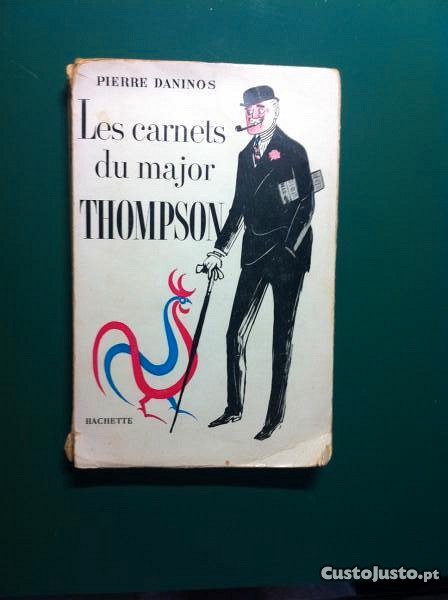 PIERRE DANINOS
Les carnets
du major
THOMPSON
HACHETTE
CustoJusto.pt